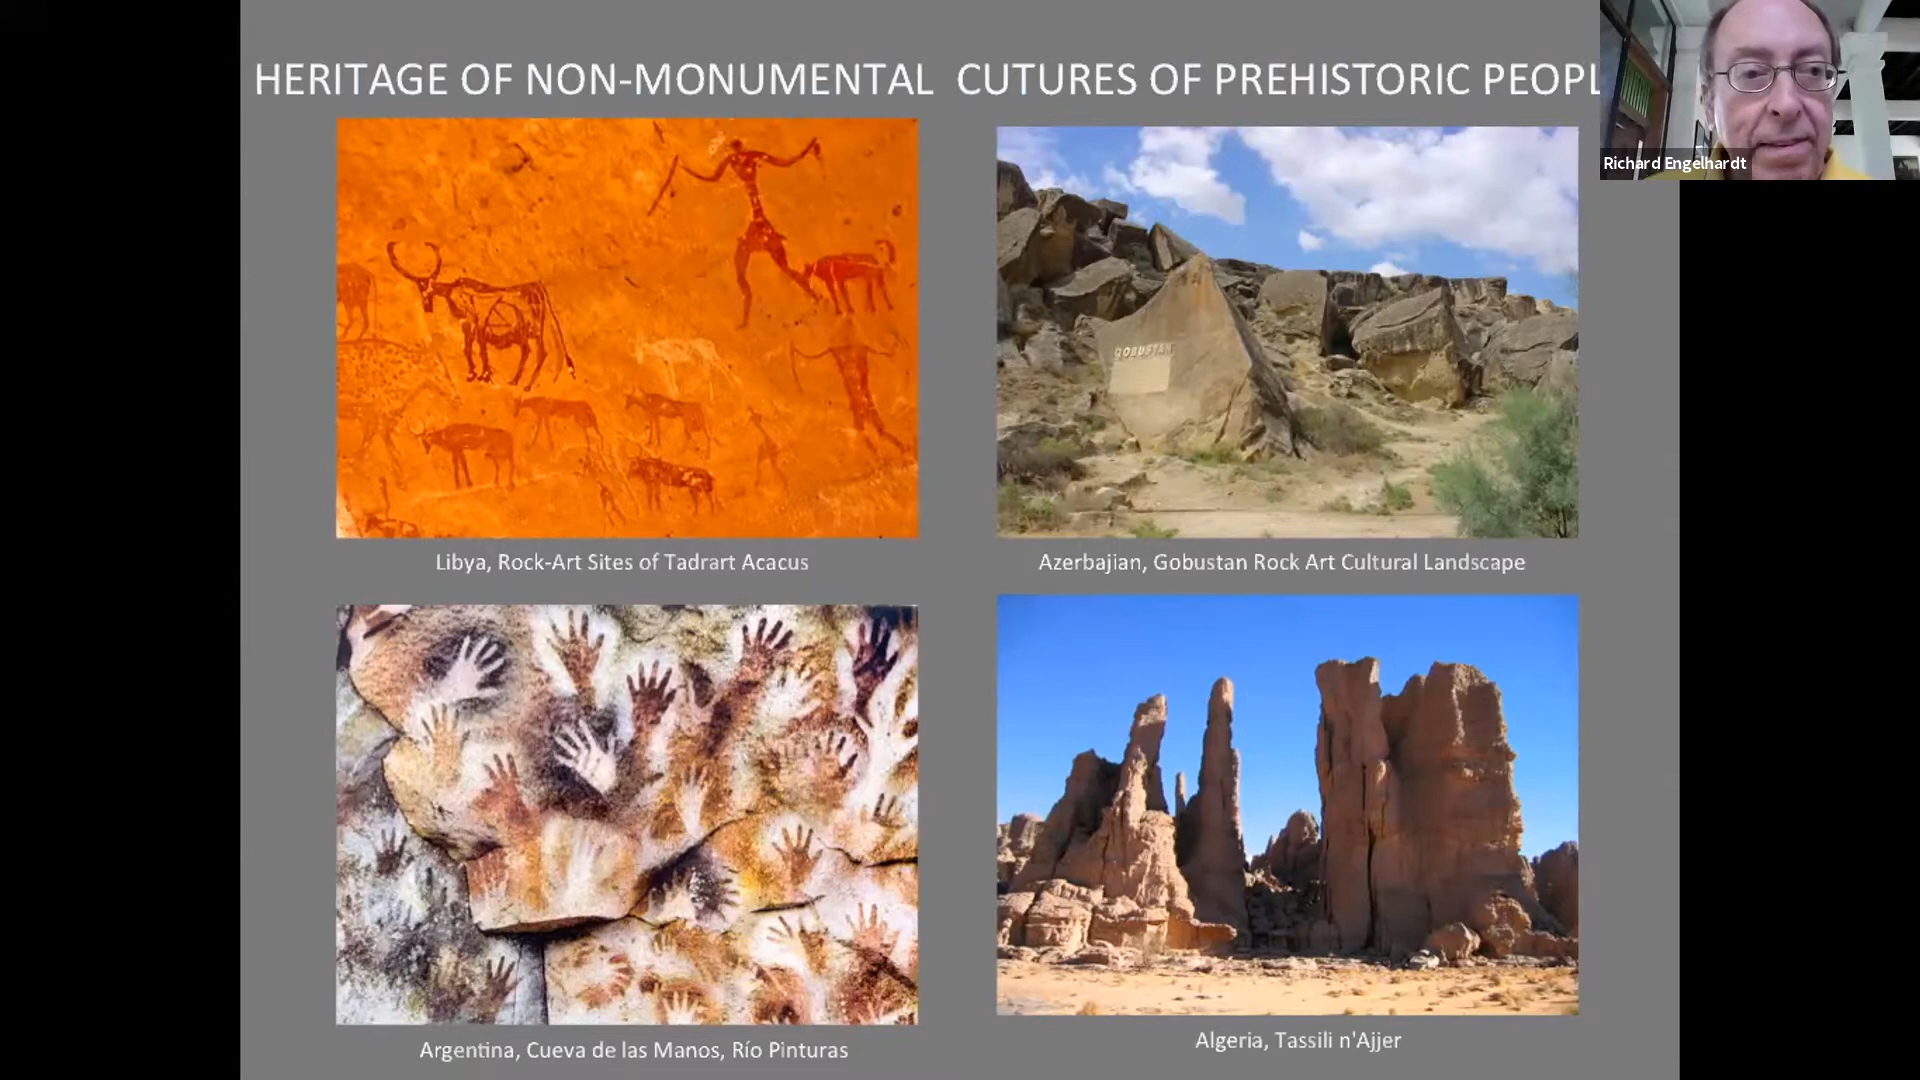 HERITAGE OF NON-MONUMENTAL CUTURES OF PREHISTORIC PEOPL
Richard Engelhardt
QOBUSTAN
Libya, Rock-Art Sites of Tadrart Acacus
Azerbajian, Gobustan Rock Art Cultural Landscape
Argentina, Cueva de las Manos, Río Pinturas
Algeria, Tassili n'Ajjer